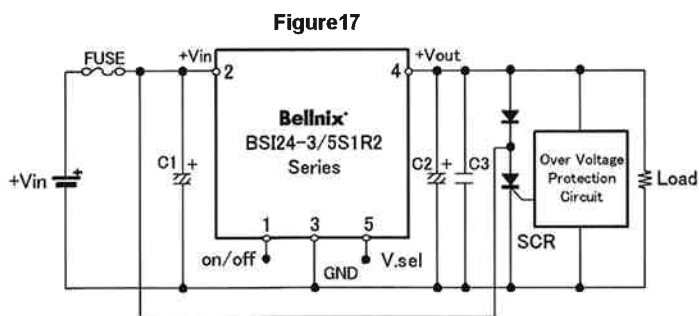 Figure17
FUSE
+Vin
+Vout
2
4
Bellnix
BSI24-3/5S1R2
Series
C1
+
C2
+
C3
Over Voltage
Protection
Circuit
Load
+Vin
+
1
3
5
SCR
on/off
GND
V.sel